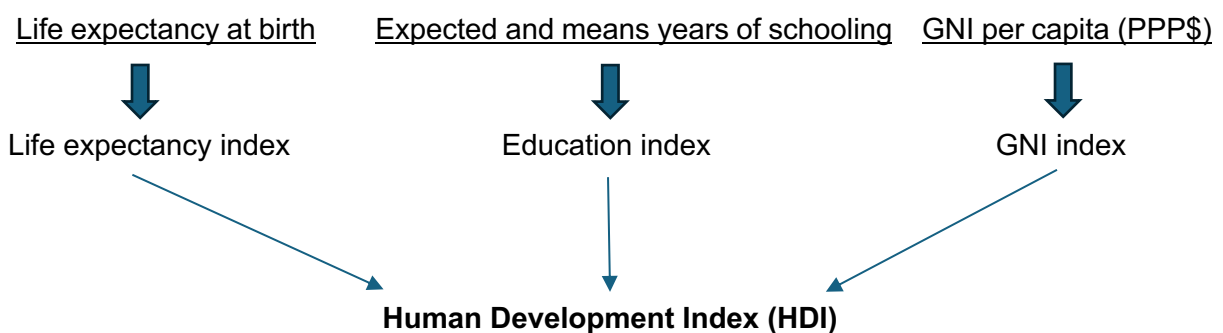 Life expectancy at birth Expected and means years of schooling GNI per capita (PPP$)
Life expectancy index Education index GNI index
Human Development Index (HDI)